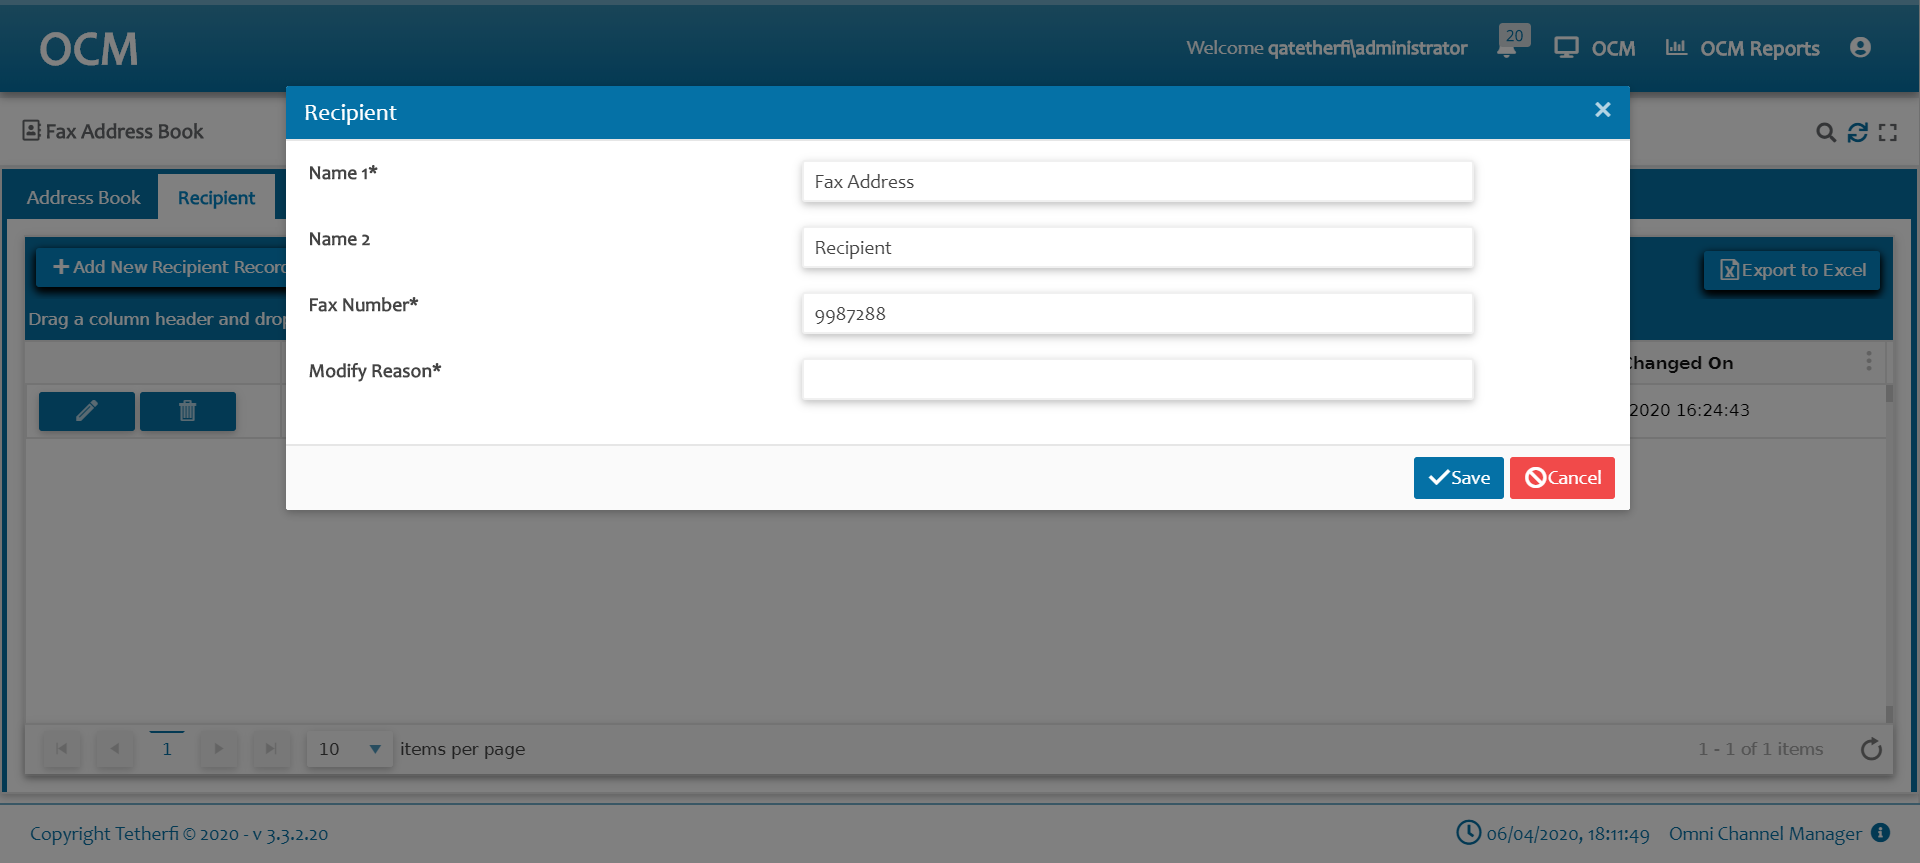 OCM
Welcome qatetherfi\administrator
20
OCM
OCM Reports
Fax Address Book
Recipient
Address Book
Recipient
Name 1*
Fax Address
Name 2
Recipient
Fax Number*
9987288
Modify Reason*
Save
Cancel
Add New Recipient Recor
Export to Excel
Drag a column header and drop
Changed On
2020 16:24:43
1
10
items per page
1 - 1 of 1 items
Copyright Tetherfi © 2020 - v 3.3.2.20
06/04/2020, 18:11:49
Omni Channel Manager